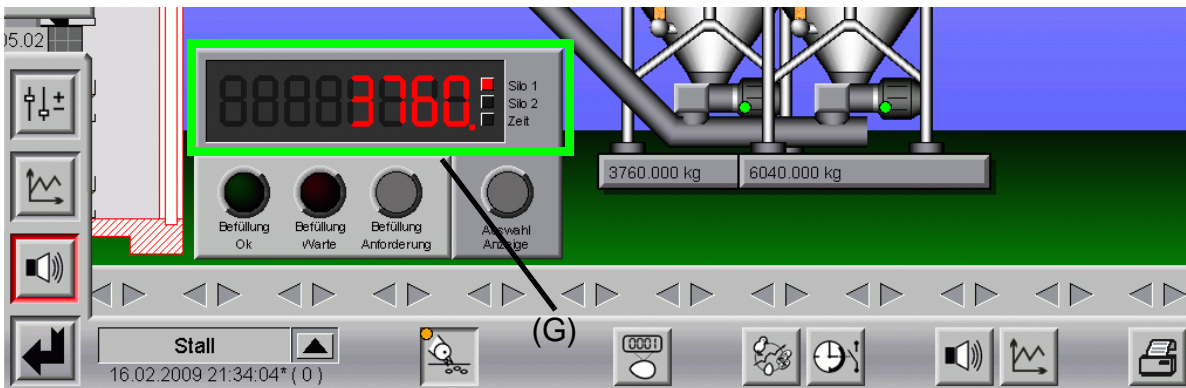 05.02
3760.
Silo 1
Silo 2
Zeit
3760.000 kg
6040.000 kg
Befüllung
Ok
Befüllung
Warte
Befüllung
Anforderung
Auswahl
Anzeige
(G)
Stall
16.02.2009 21:34:04* ( 0 )
0001